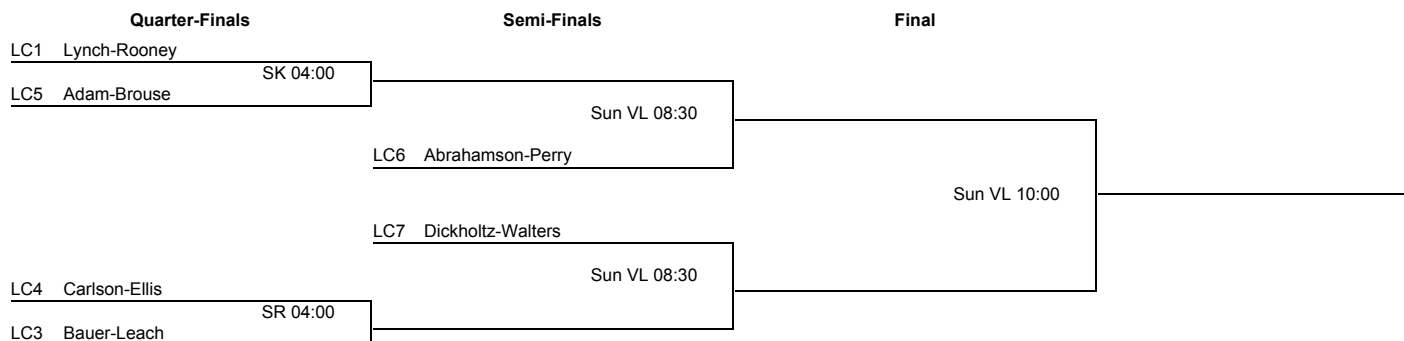 Quarter-Finals Semi-Finals Final
LC1 Lynch-Rooney
SK 04:00
LC5 Adam-Brouse
Sun VL 08:30
LC6 Abrahamson-Perry
Sun VL 10:00
LC7 Dickholtz-Walters
Sun VL 08:30
LC4 Carlson-Ellis
SR 04:00
LC3 Bauer-Leach